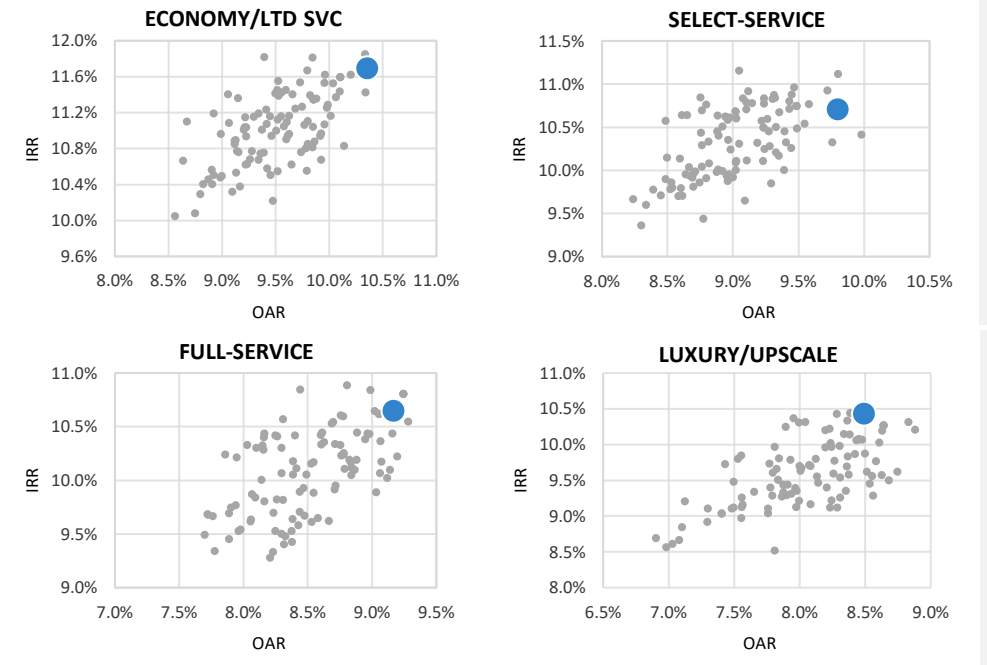 ECONOMY/LTD SVC
12.0%
11.6%
11.2%
10.8%
10.4%
10.0%
9.6%
IRR
8.0% 8.5% 9.0% 9.5% 10.0% 10.5% 11.0%
OAR
SELECT-SERVICE
11.5%
11.0%
10.5%
10.0%
9.5%
9.0%
IRR
8.0% 8.5% 9.0% 9.5% 10.0% 10.5%
OAR
FULL-SERVICE
11.0%
10.5%
10.0%
9.5%
9.0%
IRR
7.0% 7.5% 8.0% 8.5% 9.0% 9.5%
OAR
LUXURY/UPSCALE
11.0%
10.5%
10.0%
9.5%
9.0%
8.5%
8.0%
IRR
6.5% 7.0% 7.5% 8.0% 8.5% 9.0%
OAR